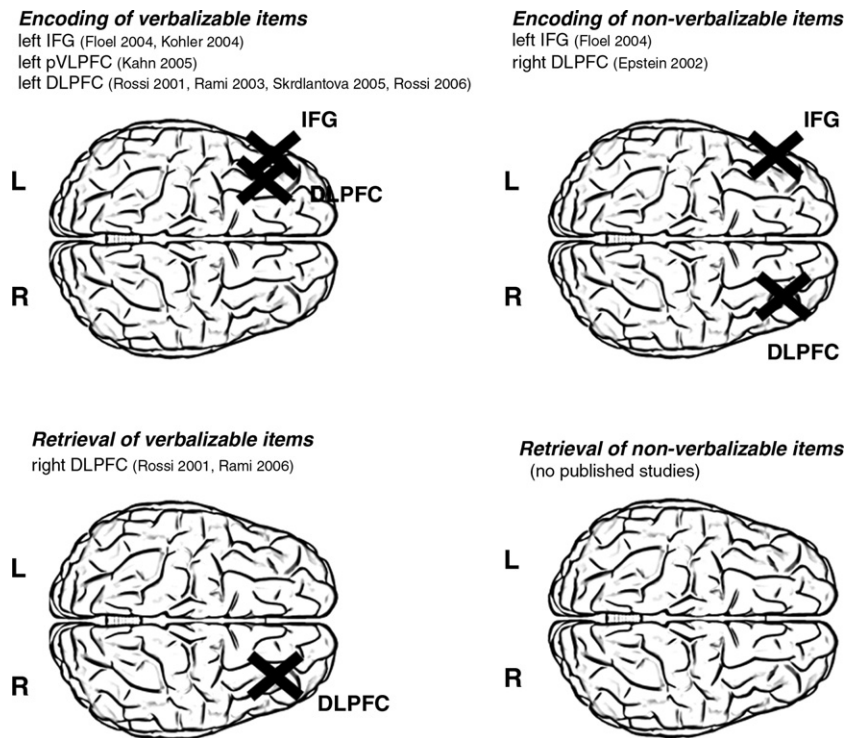 Encoding of verbalizable items
left IFG (Floel 2004, Kohler 2004)
left pVLPFC (Kahn 2005)
left DLPFC (Rossi 2001, Rami 2003, Skrdlantova 2005, Rossi 2006)
IFG
DLPFC
L
R
Encoding of non-verbalizable items
left IFG (Floel 2004)
right DLPFC (Epstein 2002)
IFG
L
R
DLPFC
Retrieval of verbalizable items
right DLPFC (Rossi 2001, Rami 2006)
L
R
DLPFC
Retrieval of non-verbalizable items
(no published studies)
L
R